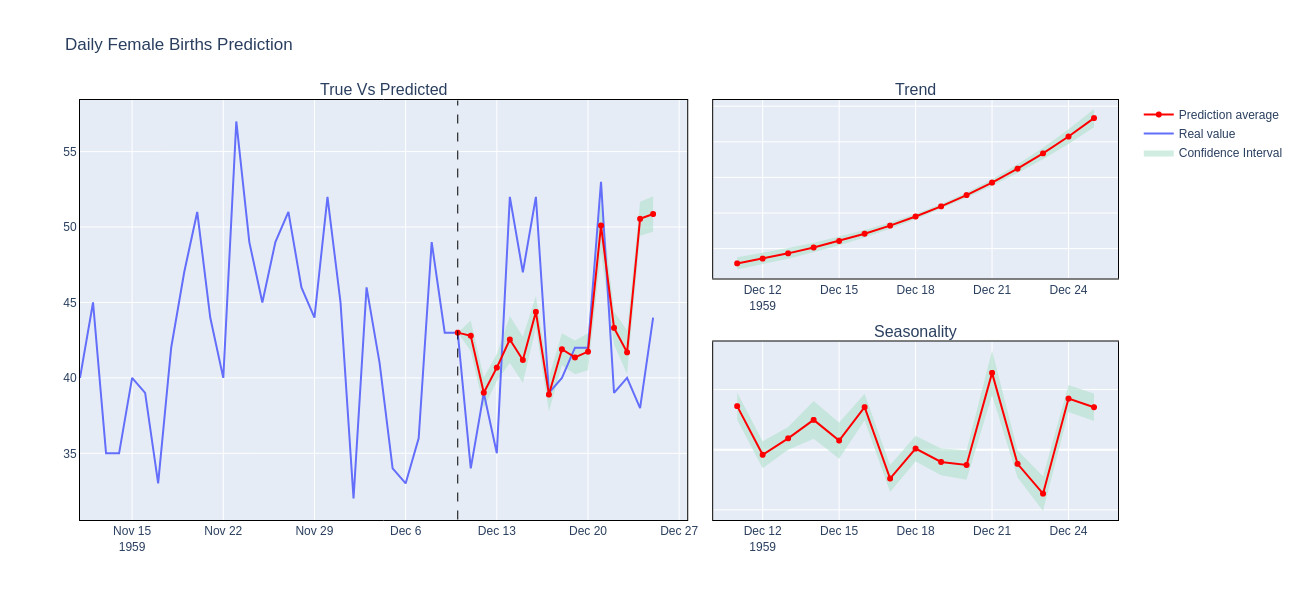 Daily Female Births Prediction
True Vs Predicted
55
50
45
40
35
Nov 15
1959
Nov 22
Nov 29
Dec 6
Dec 13
Dec 20
Dec 27
Trend
Dec 12
1959
Dec 15
Dec 18
Dec 21
Dec 24
Seasonality
Dec 12
1959
Dec 15
Dec 18
Dec 21
Dec 24
Prediction average
Real value
Confidence Interval